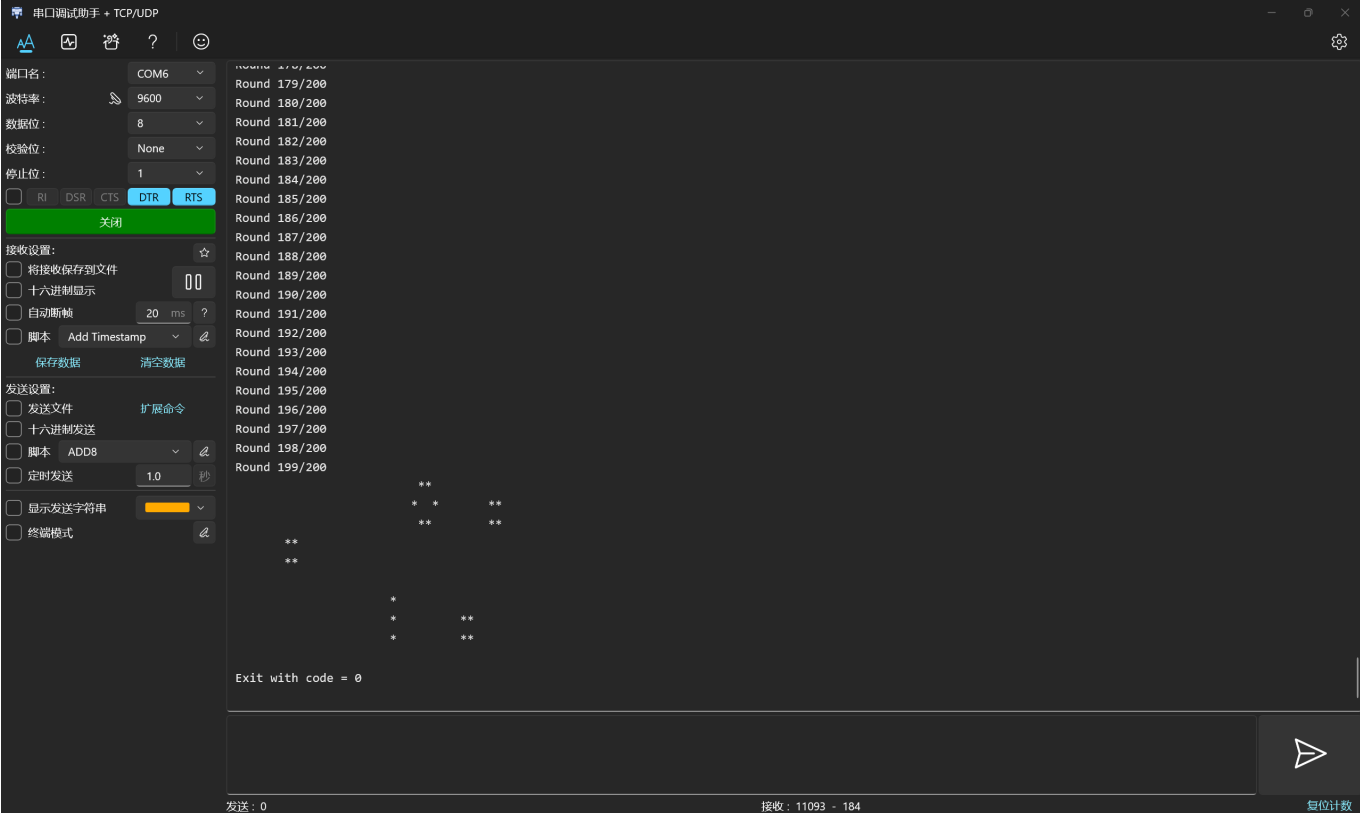 串口调试助手 + TCP/UDP
端口名: COM6
波特率: 9600
数据位: 8
校验位: None
停止位: 1
RI DSR CTS DTR RTS
关闭
接收设置:
将接收保存到文件
十六进制显示
自动断帧 20 ms ?
脚本 Add Timestamp
保存数据 清空数据
发送设置:
发送文件 扩展命令
十六进制发送
脚本 ADD8
定时发送 1.0 秒
显示发送字符串
终端模式
Round 178/200
Round 179/200
Round 180/200
Round 181/200
Round 182/200
Round 183/200
Round 184/200
Round 185/200
Round 186/200
Round 187/200
Round 188/200
Round 189/200
Round 190/200
Round 191/200
Round 192/200
Round 193/200
Round 194/200
Round 195/200
Round 196/200
Round 197/200
Round 198/200
Round 199/200
**
* * **
** **
**
**
*
* **
* **
Exit with code = 0
发送: 0 接收: 11093 - 184 复位计数